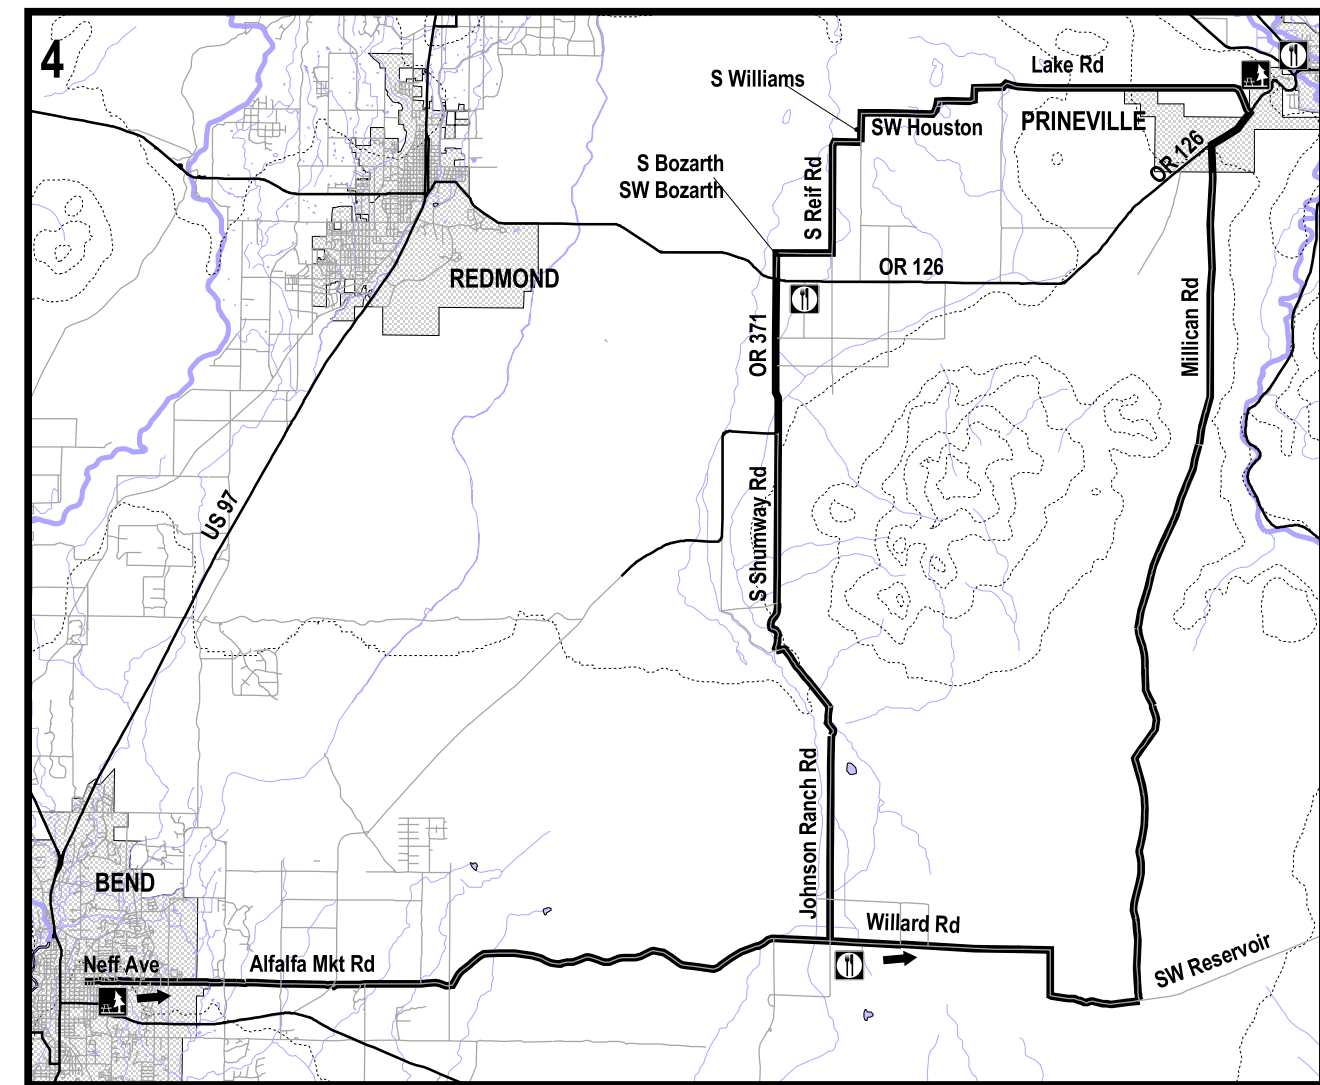 4
Lake Rd
S Williams
SW Houston
PRINEVILLE
OR 126
S Bozarth
SW Bozarth
S Reif Rd
OR 126
REDMOND
OR 371
Millican Rd
US 97
S Shumway Rd
Johnson Ranch Rd
BEND
Willard Rd
Neff Ave
Alfalfa Mkt Rd
SW Reservoir